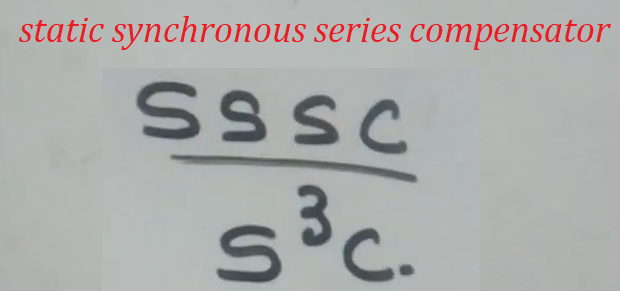 static synchronous series compensator
SSSC
S³C.